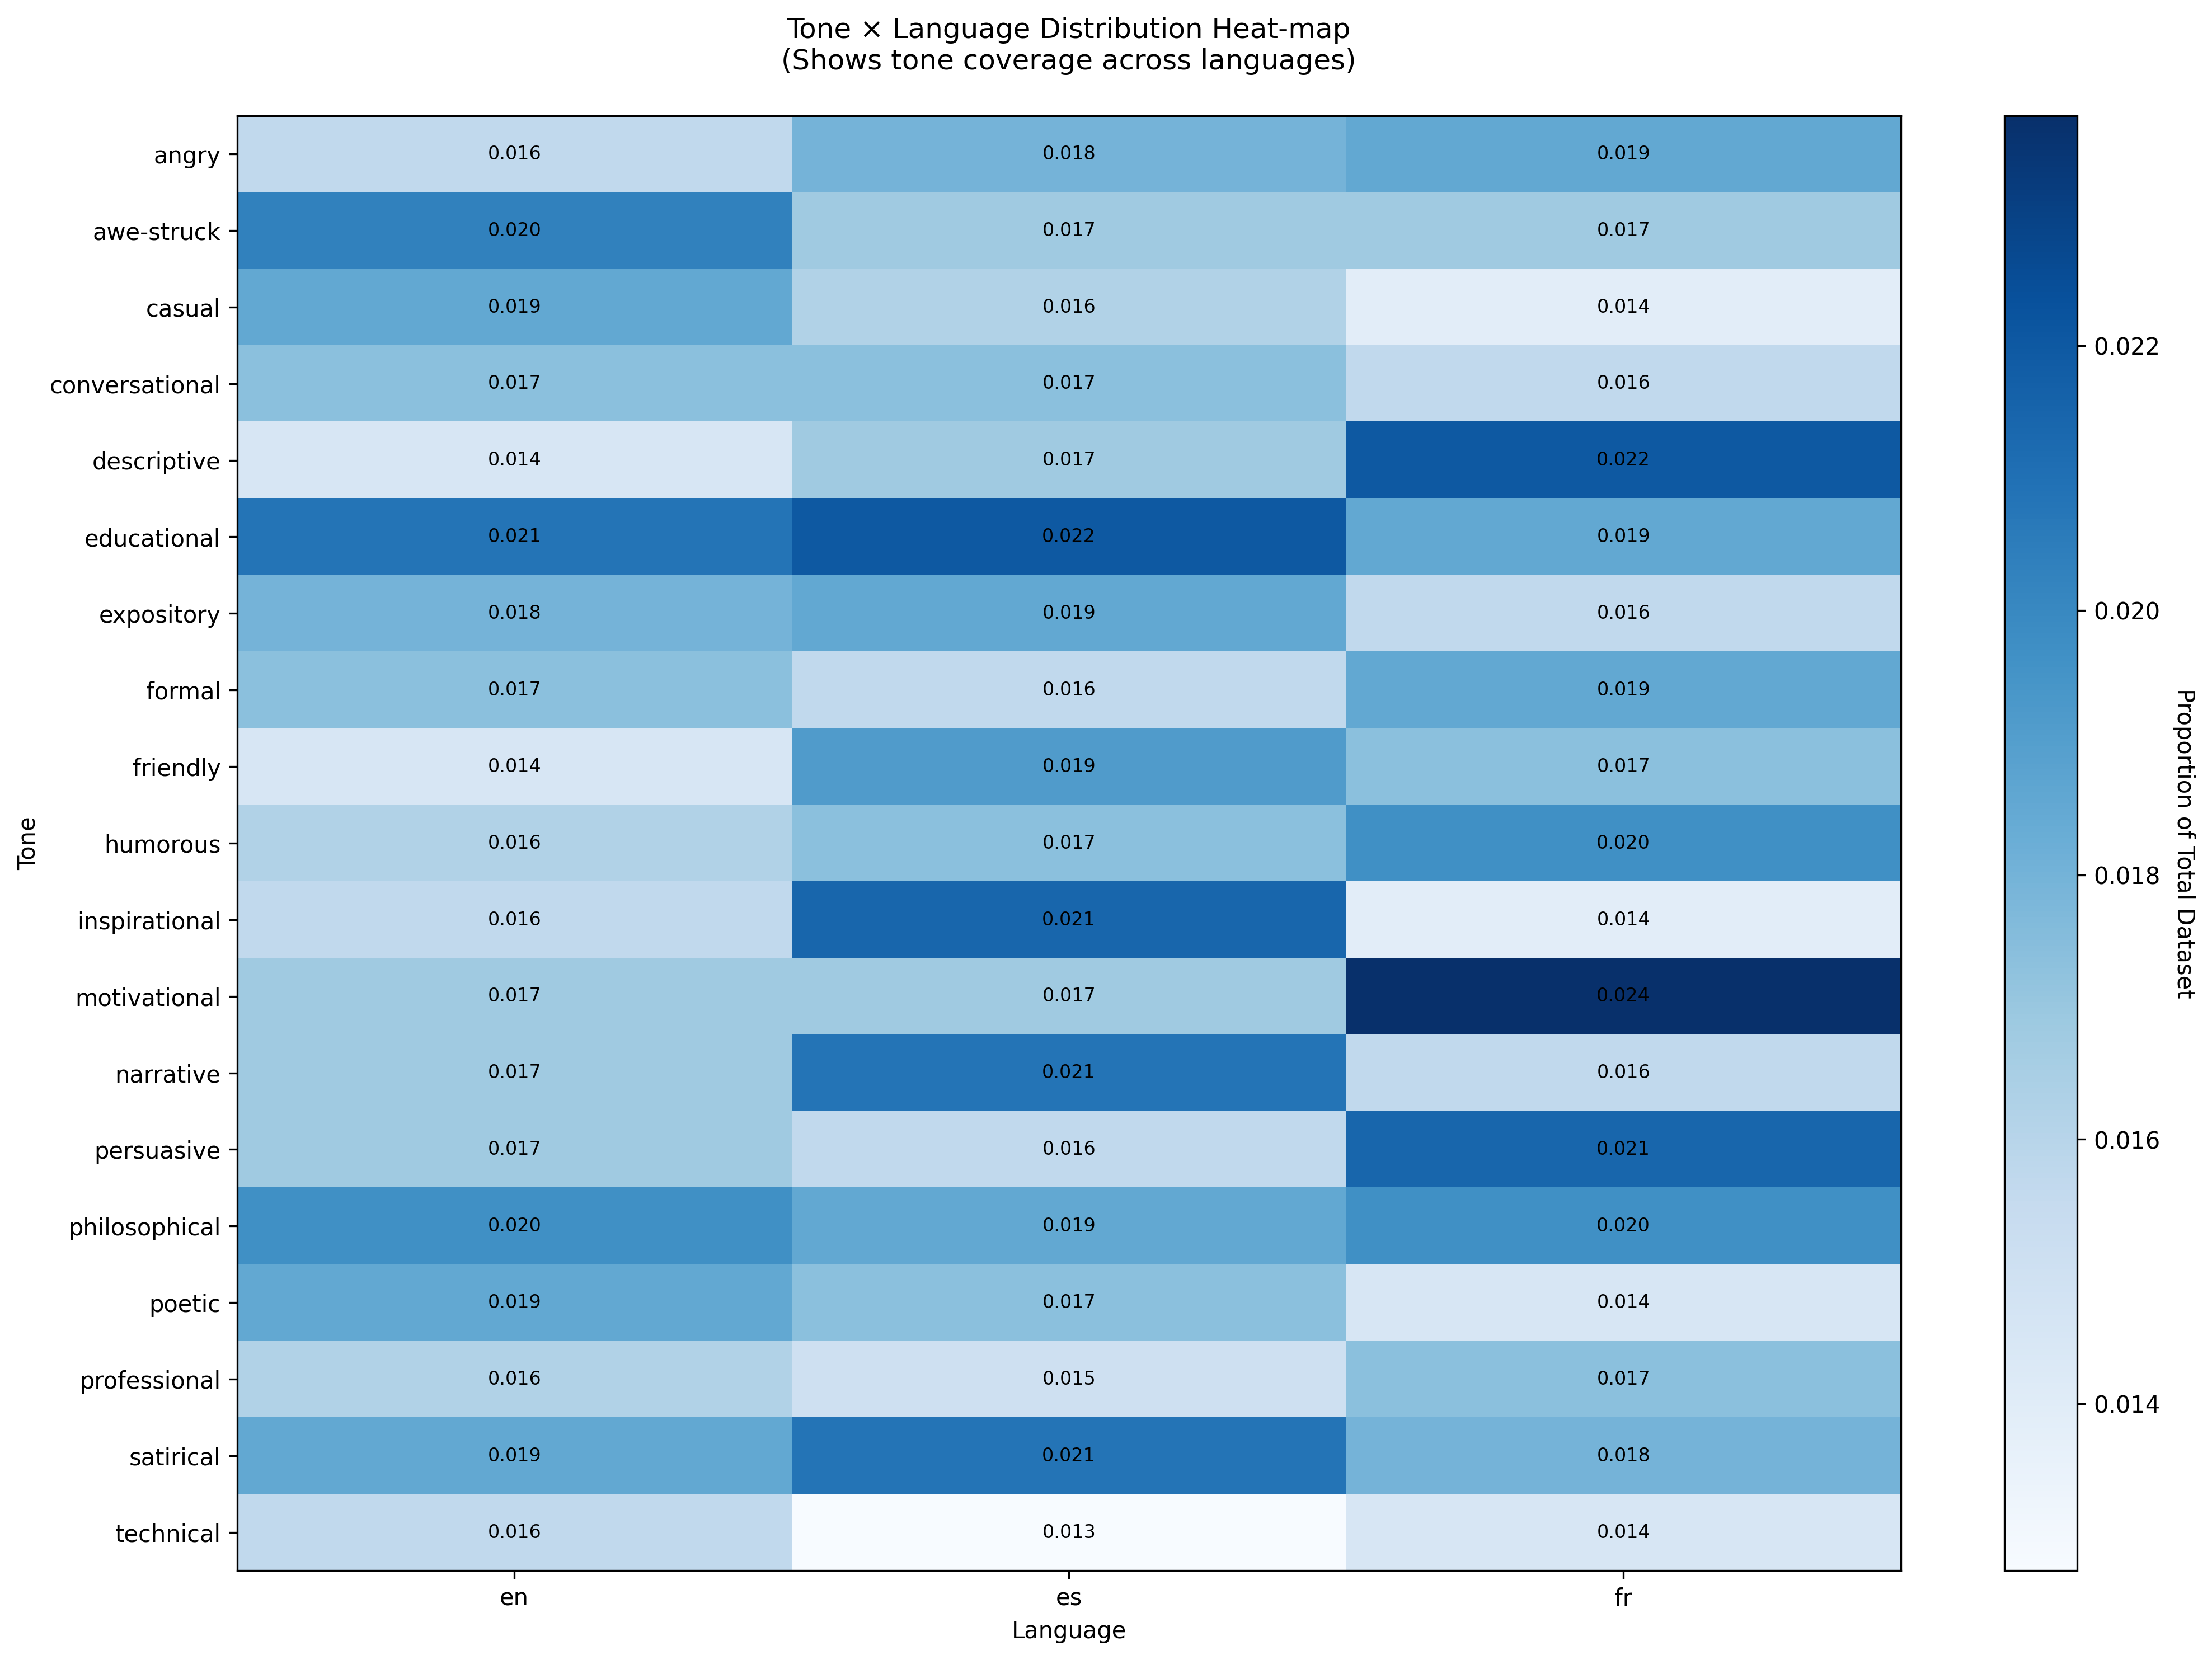 Tone × Language Distribution Heat-map
(Shows tone coverage across languages)
angry 0.016 0.018 0.019
awe-struck 0.020 0.017 0.017
casual 0.019 0.016 0.014
conversational 0.017 0.017 0.016
descriptive 0.014 0.017 0.022
educational 0.021 0.022 0.019
expository 0.018 0.019 0.016
formal 0.017 0.016 0.019
friendly 0.014 0.019 0.017
humorous 0.016 0.017 0.020
inspirational 0.016 0.021 0.014
motivational 0.017 0.017 0.024
narrative 0.017 0.021 0.016
persuasive 0.017 0.016 0.021
philosophical 0.020 0.019 0.020
poetic 0.019 0.017 0.014
professional 0.016 0.015 0.017
satirical 0.019 0.021 0.018
technical 0.016 0.013 0.014
en es fr
Language
Tone
0.022
0.020
0.018
0.016
0.014
Proportion of Total Dataset